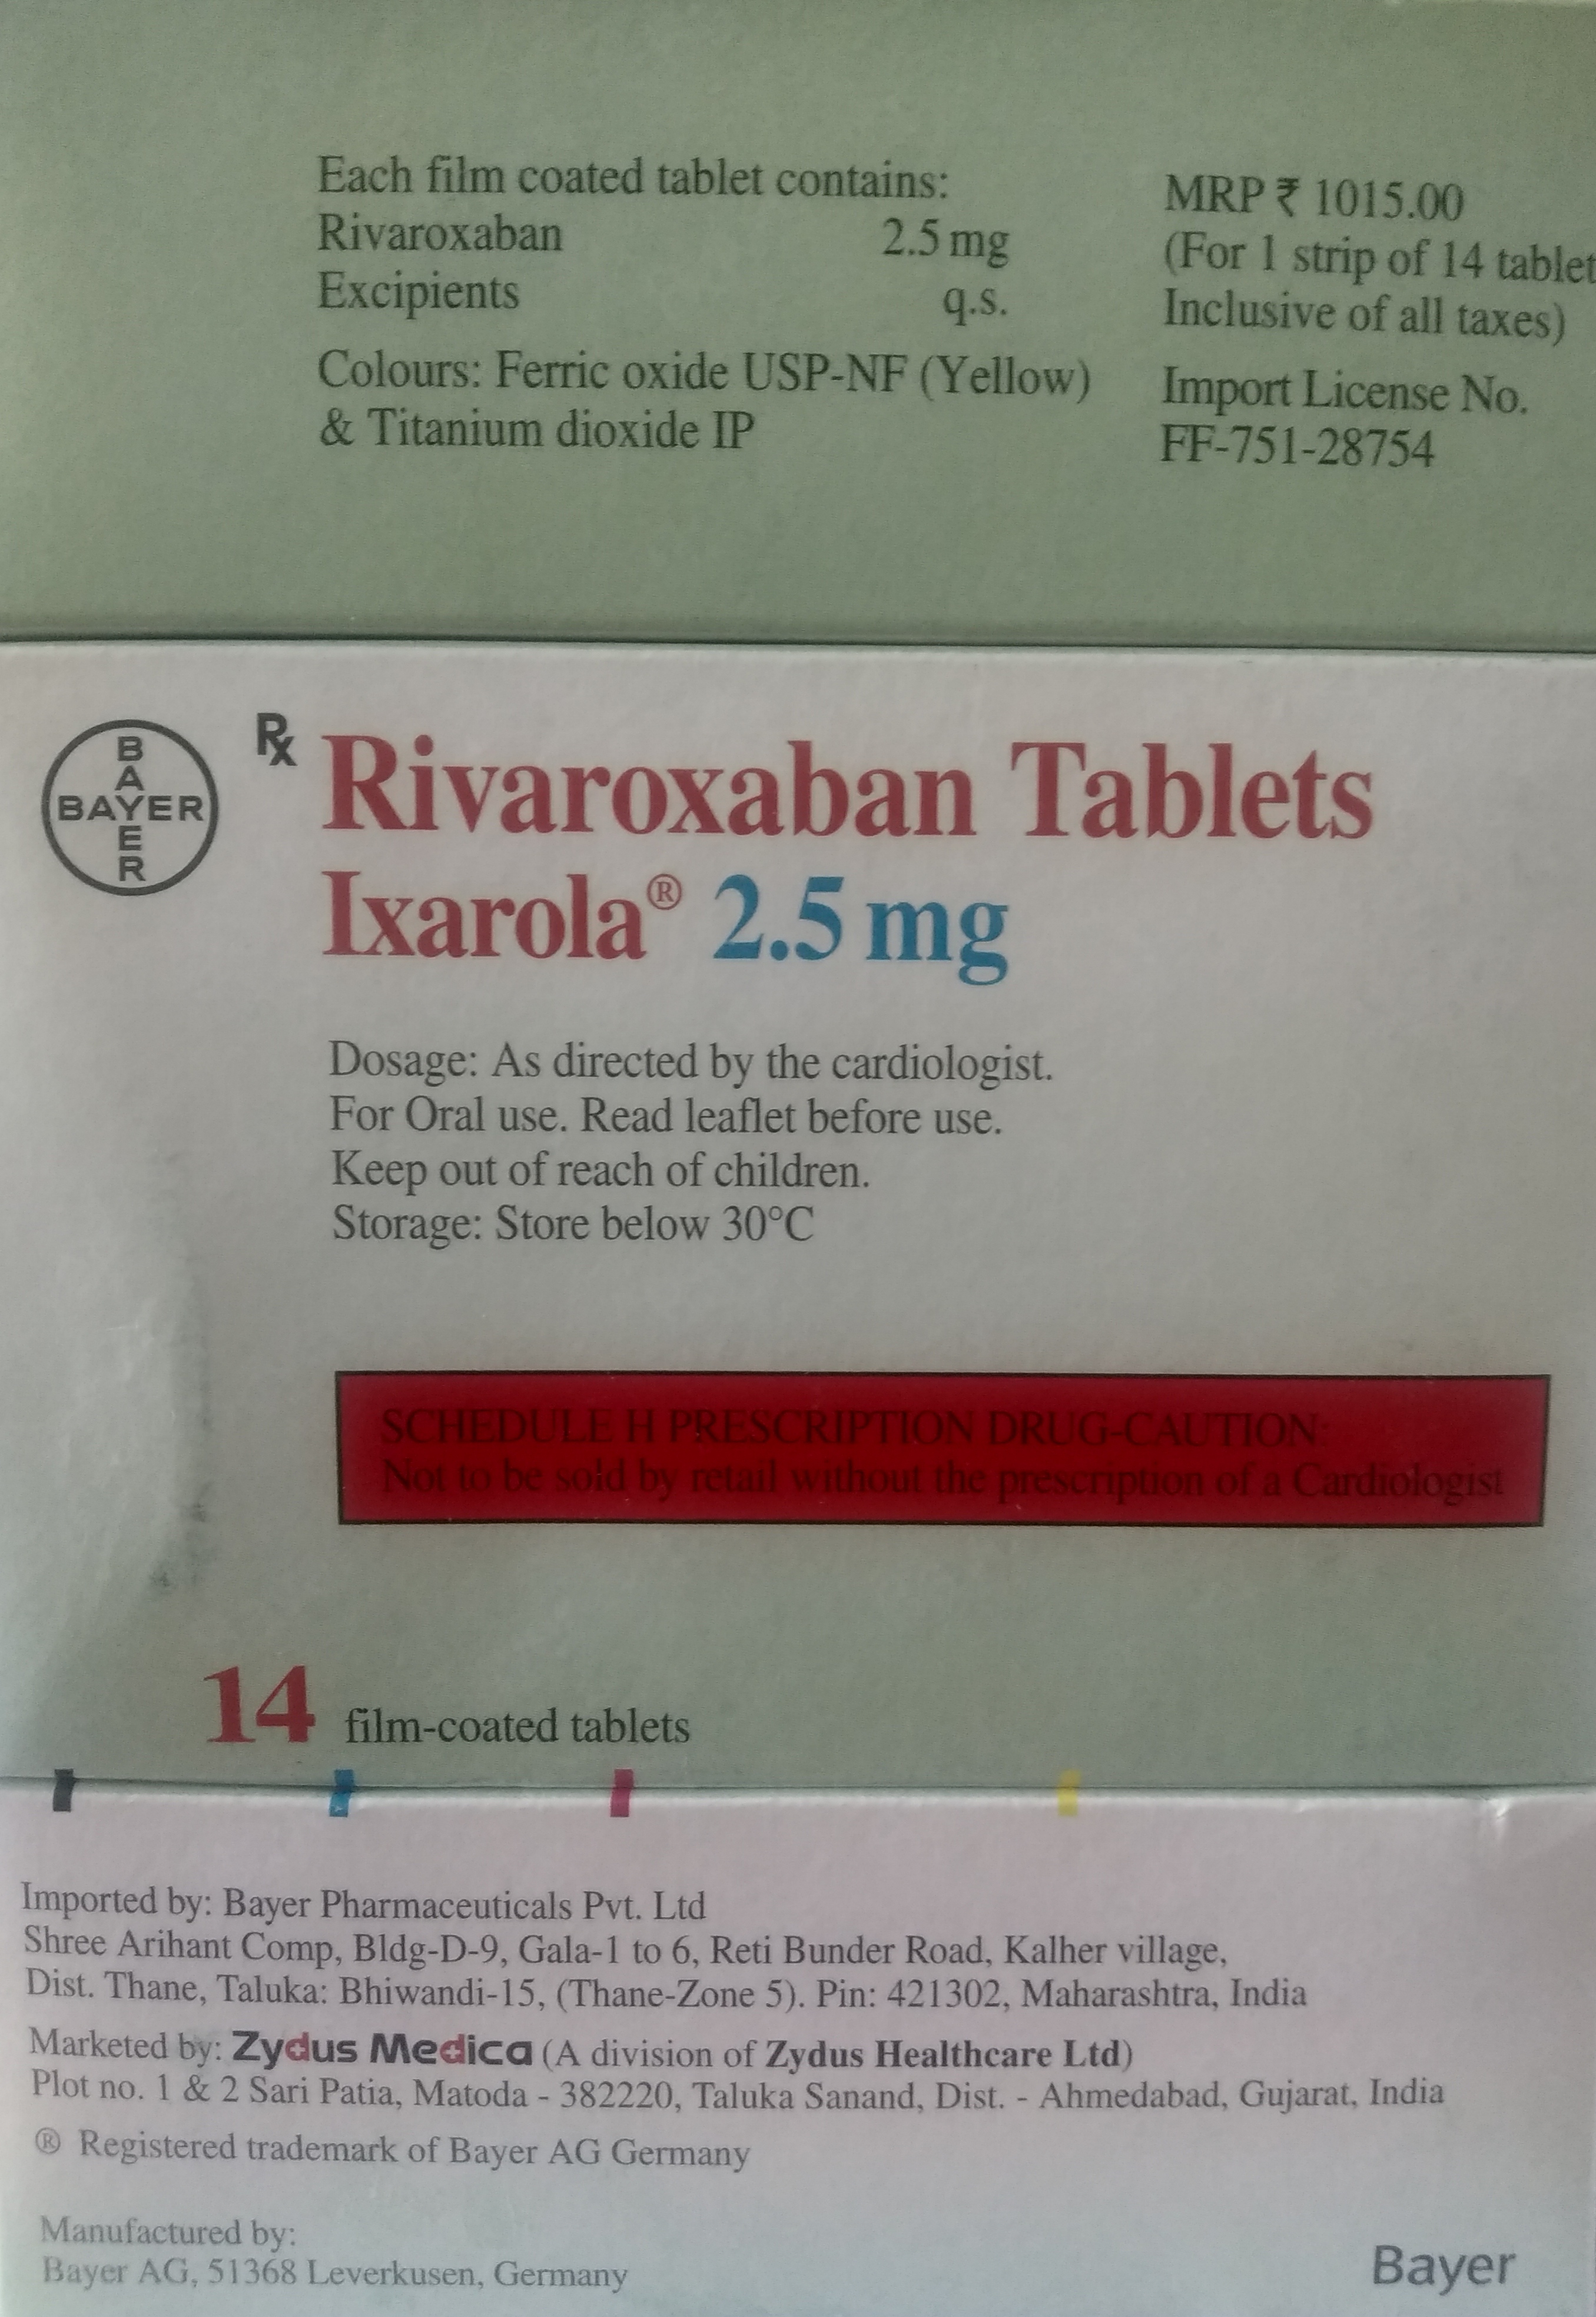 Each film coated tablet contains:
Rivaroxaban 2.5 mg
Excipients q.s.
Colours: Ferric oxide USP-NF (Yellow)
& Titanium dioxide IP
MRP ₹ 1015.00
(For 1 strip of 14 tablet
Inclusive of all taxes)
Import License No.
FF-751-28754
BAYER
BAYER
Rx Rivaroxaban Tablets
Ixarola® 2.5 mg
Dosage: As directed by the cardiologist.
For Oral use. Read leaflet before use.
Keep out of reach of children.
Storage: Store below 30°C
SCHEDULE H PRESCRIPTION DRUG-CAUTION:
Not to be sold by retail without the prescription of a Cardiologist
14 film-coated tablets
Imported by: Bayer Pharmaceuticals Pvt. Ltd
Shree Arihant Comp, Bldg-D-9, Gala-1 to 6, Reti Bunder Road, Kalher village,
Dist. Thane, Taluka: Bhiwandi-15, (Thane-Zone 5). Pin: 421302, Maharashtra, India
Marketed by: Zydus Medica (A division of Zydus Healthcare Ltd)
Plot no. 1 & 2 Sari Patia, Matoda - 382220, Taluka Sanand, Dist. - Ahmedabad, Gujarat, India
® Registered trademark of Bayer AG Germany
Manufactured by:
Bayer AG, 51368 Leverkusen, Germany
Bayer